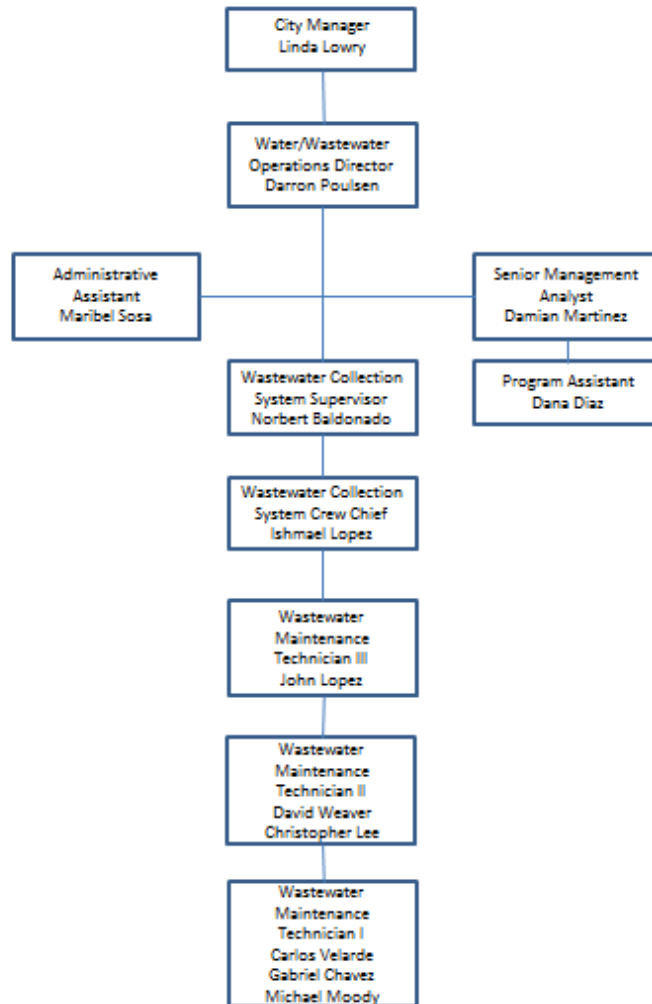 City Manager
Linda Lowry
Water/Wastewater
Operations Director
Darron Poulsen
Administrative
Assistant
Maribel Sosa
Senior Management
Analyst
Damian Martinez
Program Assistant
Dana Diaz
Wastewater Collection
System Supervisor
Norbert Baldonado
Wastewater Collection
System Crew Chief
Ishmael Lopez
Wastewater
Maintenance
Technician III
John Lopez
Wastewater
Maintenance
Technician II
David Weaver
Christopher Lee
Wastewater
Maintenance
Technician I
Carlos Velarde
Gabriel Chavez
Michael Moody